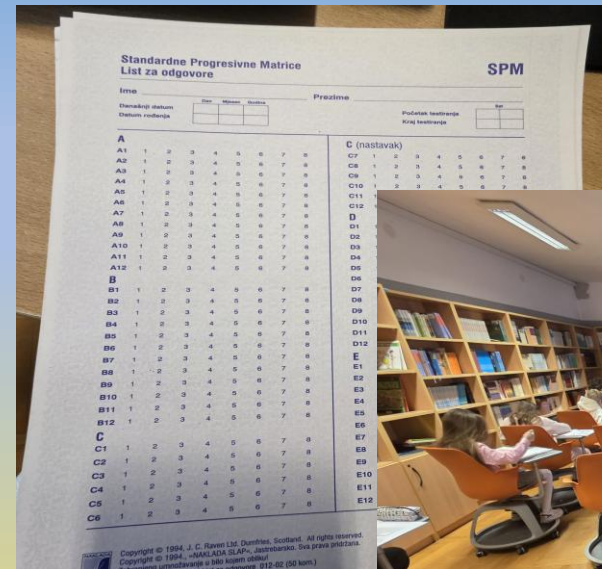 Standardne Progresivne Matrice
List za odgovore
SPM
Ime
Prezime
Dan Mjesec Godina
Današnji datum
Datum rođenja
Sat
Početak testiranja
Kraj testiranja
A
A1 1 2 3 4 5 6 7 8
A2 1 2 3 4 5 6 7 8
A3 1 2 3 4 5 6 7 8
A4 1 2 3 4 5 6 7 8
A5 1 2 3 4 5 6 7 8
A6 1 2 3 4 5 6 7 8
A7 1 2 3 4 5 6 7 8
A8 1 2 3 4 5 6 7 8
A9 1 2 3 4 5 6 7 8
A10 1 2 3 4 5 6 7 8
A11 1 2 3 4 5 6 7 8
A12 1 2 3 4 5 6 7 8
B
B1 1 2 3 4 5 6 7 8
B2 1 2 3 4 5 6 7 8
B3 1 2 3 4 5 6 7 8
B4 1 2 3 4 5 6 7 8
B5 1 2 3 4 5 6 7 8
B6 1 2 3 4 5 6 7 8
B7 1 2 3 4 5 6 7 8
B8 1 2 3 4 5 6 7 8
B9 1 2 3 4 5 6 7 8
B10 1 2 3 4 5 6 7 8
B11 1 2 3 4 5 6 7 8
B12 1 2 3 4 5 6 7 8
C
C1 1 2 3 4 5 6 7 8
C2 1 2 3 4 5 6 7 8
C3 1 2 3 4 5 6 7 8
C4 1 2 3 4 5 6 7 8
C5 1 2 3 4 5 6 7 8
C6 1 2 3 4 5 6 7 8
C (nastavak)
C7 1 2 3 4 5 6 7 8
C8 1 2 3 4 5 6 7 8
C9 1 2 3 4 5 6 7 8
C10 1 2 3 4 5 6 7 8
C11
C12
D
D1
D2
D3
D4
D5
D6
D7
D8
D9
D10
D11
D12
E
E1
E2
E3
E4
E5
E6
E7
E8
E9
E10
E11
E12
NAKLADA
Copyright © 1994, J. C. Raven Ltd. Dumfries, Scotland. All rights reserved.
Copyright © 1994., »NAKLADA SLAP«, Jastrebarsko. Sva prava pridržana.
umnožavanje u bilo kojem obliku!
odgovore 012-02 (50 kom.)